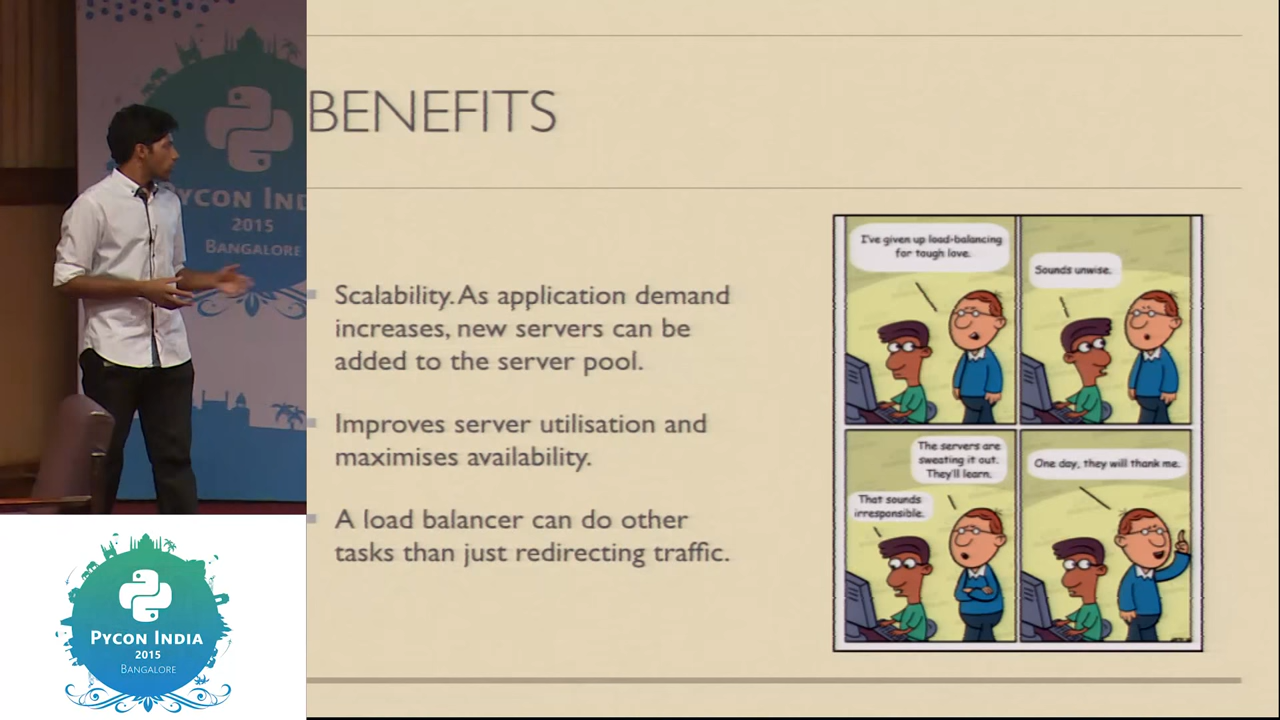 YCON IND
2015
BANGALORE
BENEFITS
Scalability. As application demand
increases, new servers can be
added to the server pool.
Improves server utilisation and
maximises availability.
A load balancer can do other
tasks than just redirecting traffic.
I've given up load-balancing
for tough love.
Sounds unwise.
The servers are
sweating it out.
They'll learn.
That sounds
irresponsible.
One day, they will thank me.
PYCON INDIA
2015
BANGALORE